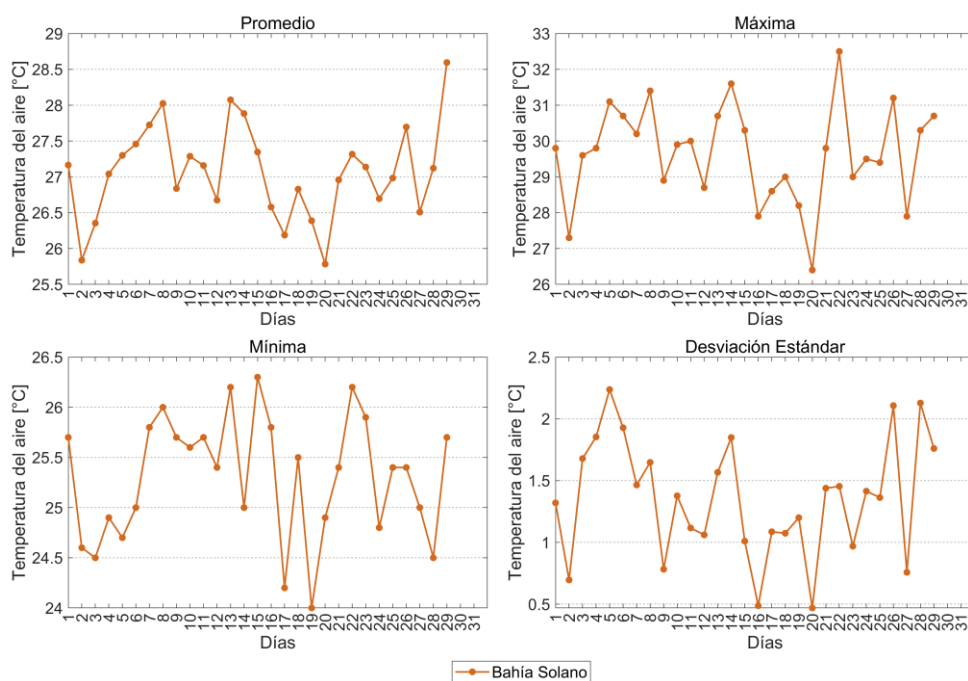 Promedio
Temperatura del aire [°C]
29
28.5
28
27.5
27
26.5
26
25.5
1 2 3 4 5 6 7 8 9 10 11 12 13 14 15 16 17 18 19 20 21 22 23 24 25 26 27 28 29 30 31
Días
Máxima
Temperatura del aire [°C]
33
32
31
30
29
28
27
26
1 2 3 4 5 6 7 8 9 10 11 12 13 14 15 16 17 18 19 20 21 22 23 24 25 26 27 28 29 30 31
Días
Mínima
Temperatura del aire [°C]
26.5
26
25.5
25
24.5
24
1 2 3 4 5 6 7 8 9 10 11 12 13 14 15 16 17 18 19 20 21 22 23 24 25 26 27 28 29 30 31
Días
Desviación Estándar
Temperatura del aire [°C]
2.5
2
1.5
1
0.5
1 2 3 4 5 6 7 8 9 10 11 12 13 14 15 16 17 18 19 20 21 22 23 24 25 26 27 28 29 30 31
Días
Bahía Solano